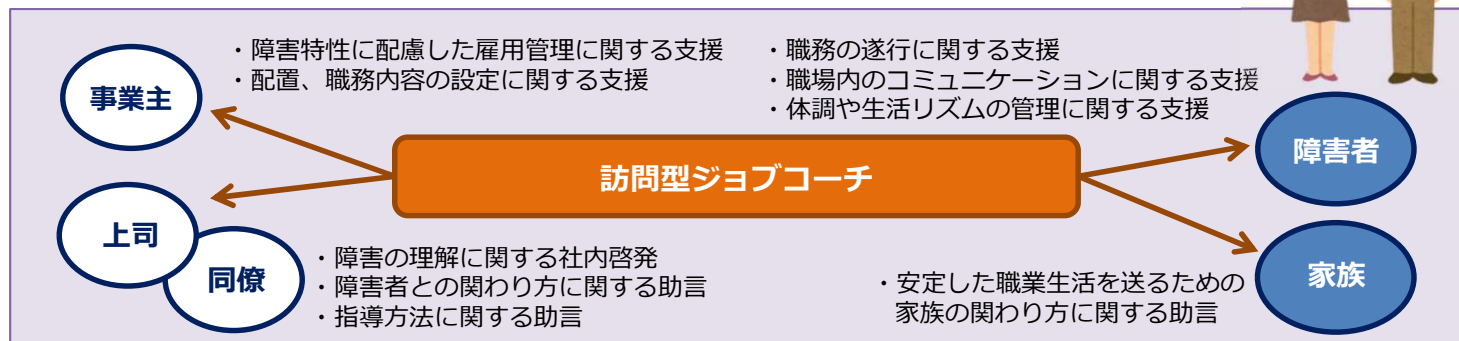 ・障害特性に配慮した雇用管理に関する支援
・配置、職務内容の設定に関する支援
・職務の遂行に関する支援
・職場内のコミュニケーションに関する支援
・体調や生活リズムの管理に関する支援
事業主
訪問型ジョブコーチ
障害者
上司
同僚
・障害の理解に関する社内啓発
・障害者との関わり方に関する助言
・指導方法に関する助言
・安定した職業生活を送るための
家族の関わり方に関する助言
家族